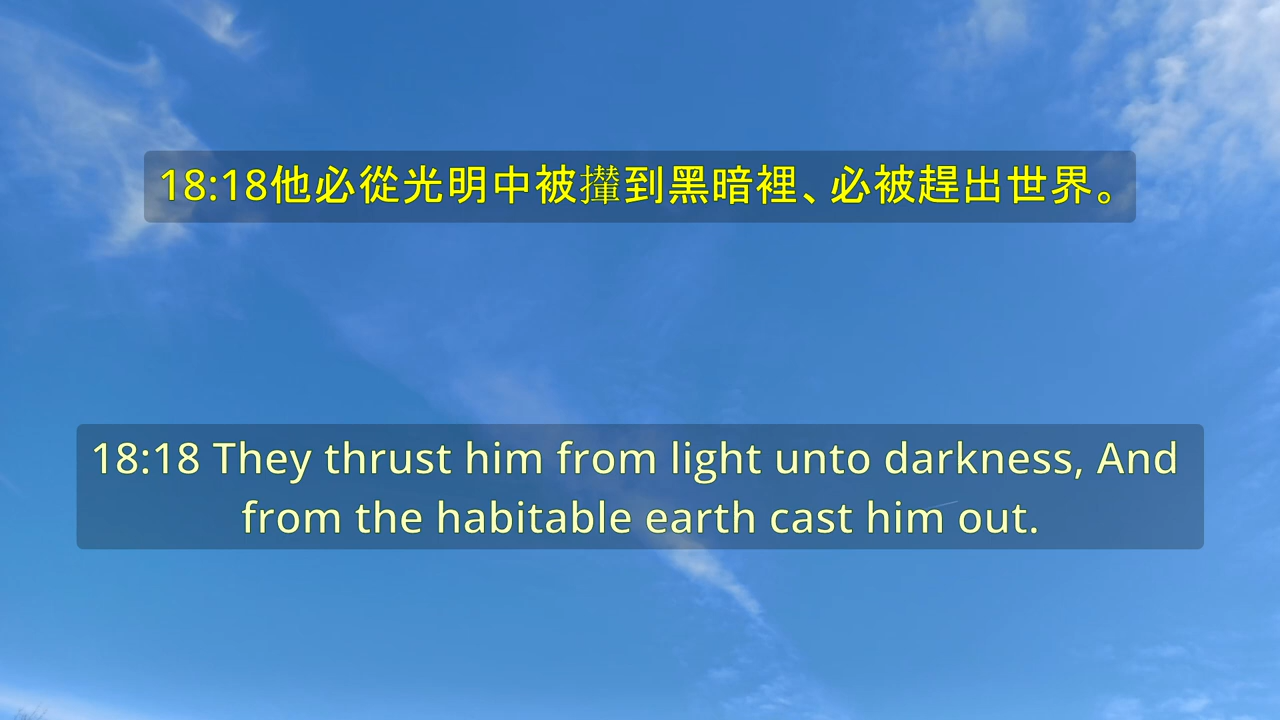 18:18他必從光明中被攆到黑暗裡、必被趕出世界。
18:18 They thrust him from light unto darkness, And
from the habitable earth cast him out.